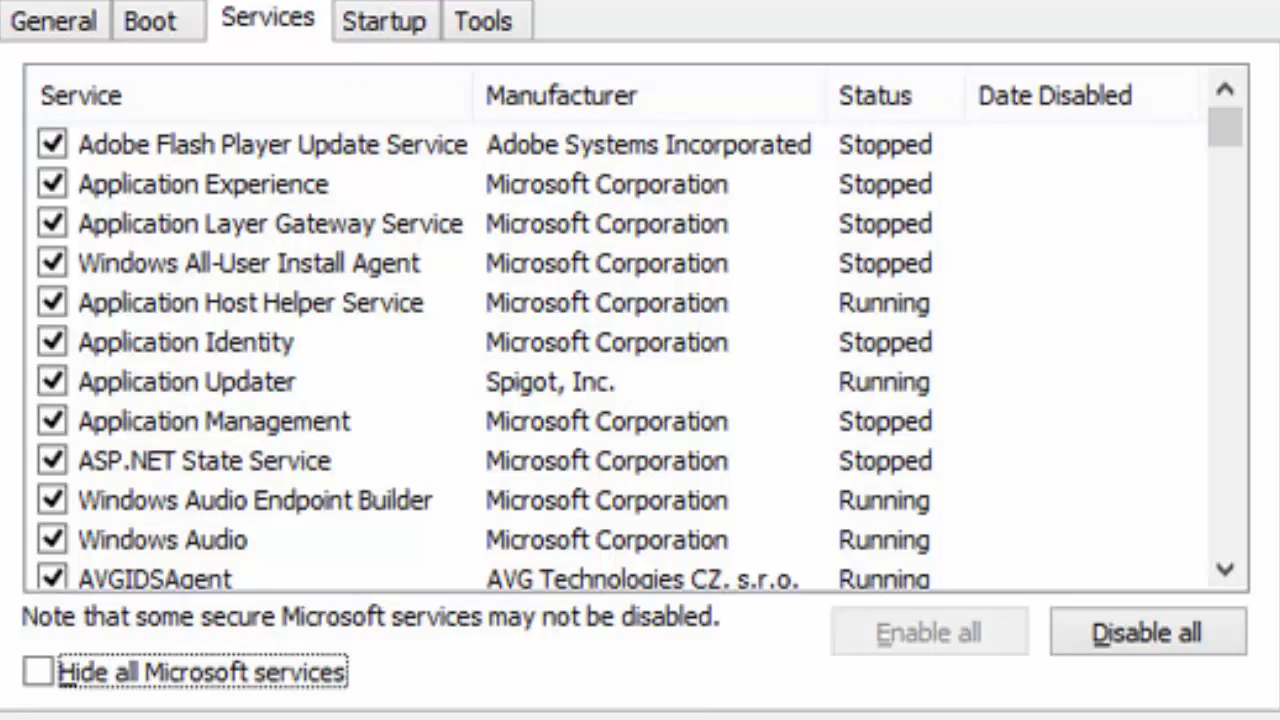 General Boot Services Startup Tools
Service Manufacturer Status Date Disabled
Adobe Flash Player Update Service Adobe Systems Incorporated Stopped
Application Experience Microsoft Corporation Stopped
Application Layer Gateway Service Microsoft Corporation Stopped
Windows All-User Install Agent Microsoft Corporation Stopped
Application Host Helper Service Microsoft Corporation Running
Application Identity Microsoft Corporation Stopped
Application Updater Spigot, Inc. Running
Application Management Microsoft Corporation Stopped
ASP.NET State Service Microsoft Corporation Stopped
Windows Audio Endpoint Builder Microsoft Corporation Running
Windows Audio Microsoft Corporation Running
AVGIDSAgent AVG Technologies CZ, s.r.o. Running
Note that some secure Microsoft services may not be disabled.
Enable all Disable all
Hide all Microsoft services